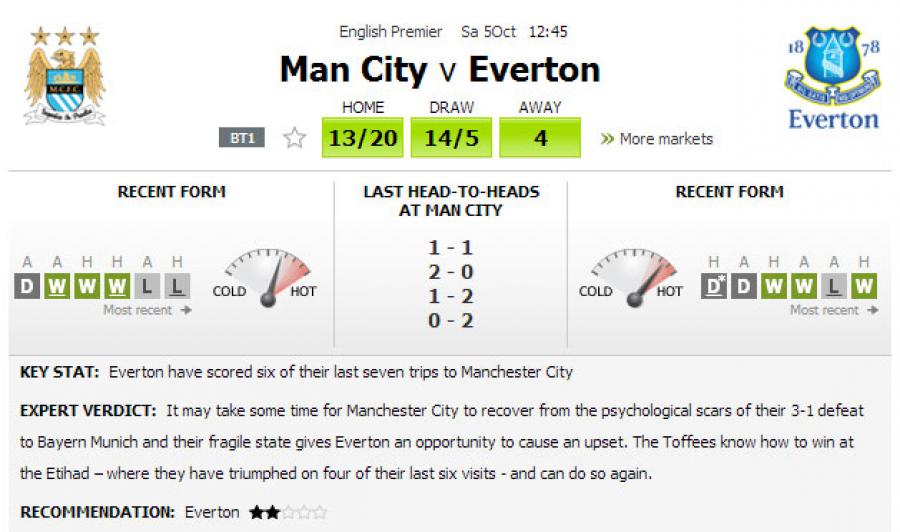 English Premier Sa 5Oct 12:45
Man City v Everton
M.C.F.C.
18 78
Everton
HOME DRAW AWAY
BT1 13/20 14/5 4 » More markets
RECENT FORM
A A H H A H
D W W W L L
Most recent →
COLD HOT
LAST HEAD-TO-HEADS
AT MAN CITY
1 - 1
2 - 0
1 - 2
0 - 2
RECENT FORM
COLD HOT
H A H A A H
D* D W W L W
Most recent →
KEY STAT: Everton have scored six of their last seven trips to Manchester City
EXPERT VERDICT: It may take some time for Manchester City to recover from the psychological scars of their 3-1 defeat
to Bayern Munich and their fragile state gives Everton an opportunity to cause an upset. The Toffees know how to win at
the Etihad – where they have triumphed on four of their last six visits - and can do so again.
RECOMMENDATION: Everton